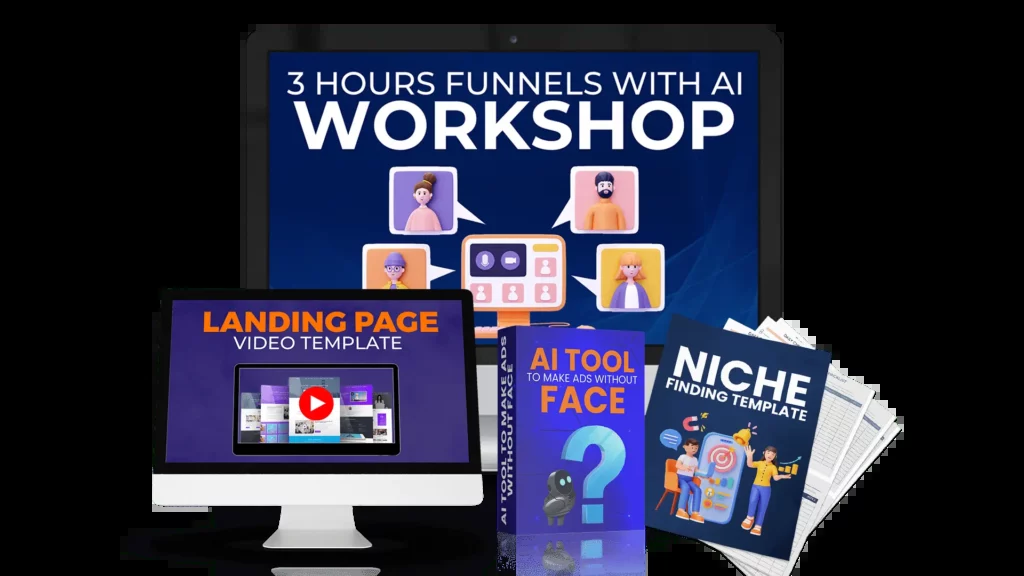 3 HOURS FUNNELS WITH AI
WORKSHOP
LANDING PAGE
VIDEO TEMPLATE
AI TOOL TO MAKE ADS
WITHOUT FACE
AI TOOL
TO MAKE ADS WITHOUT
FACE
NICHE
FINDING TEMPLATE